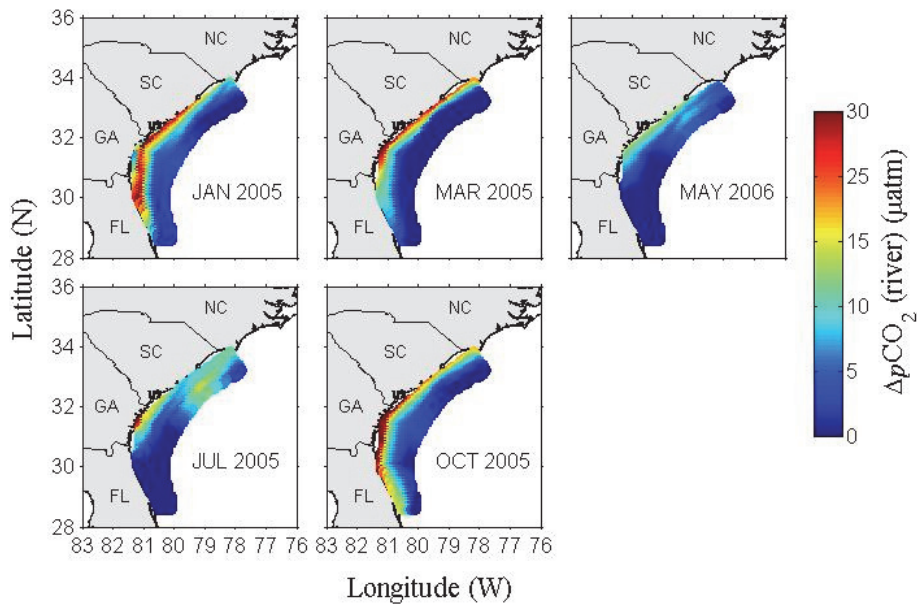 36
34
32
30
28
NC
SC
GA
FL
JAN 2005
NC
SC
GA
FL
MAR 2005
NC
SC
GA
FL
MAY 2006
36
34
32
30
28
NC
SC
GA
FL
JUL 2005
83 82 81 80 79 78 77 76
NC
SC
GA
FL
OCT 2005
83 82 81 80 79 78 77 76
Latitude (N)
Longitude (W)
30
25
20
15
10
5
0
ΔpCO₂ (river) (µatm)